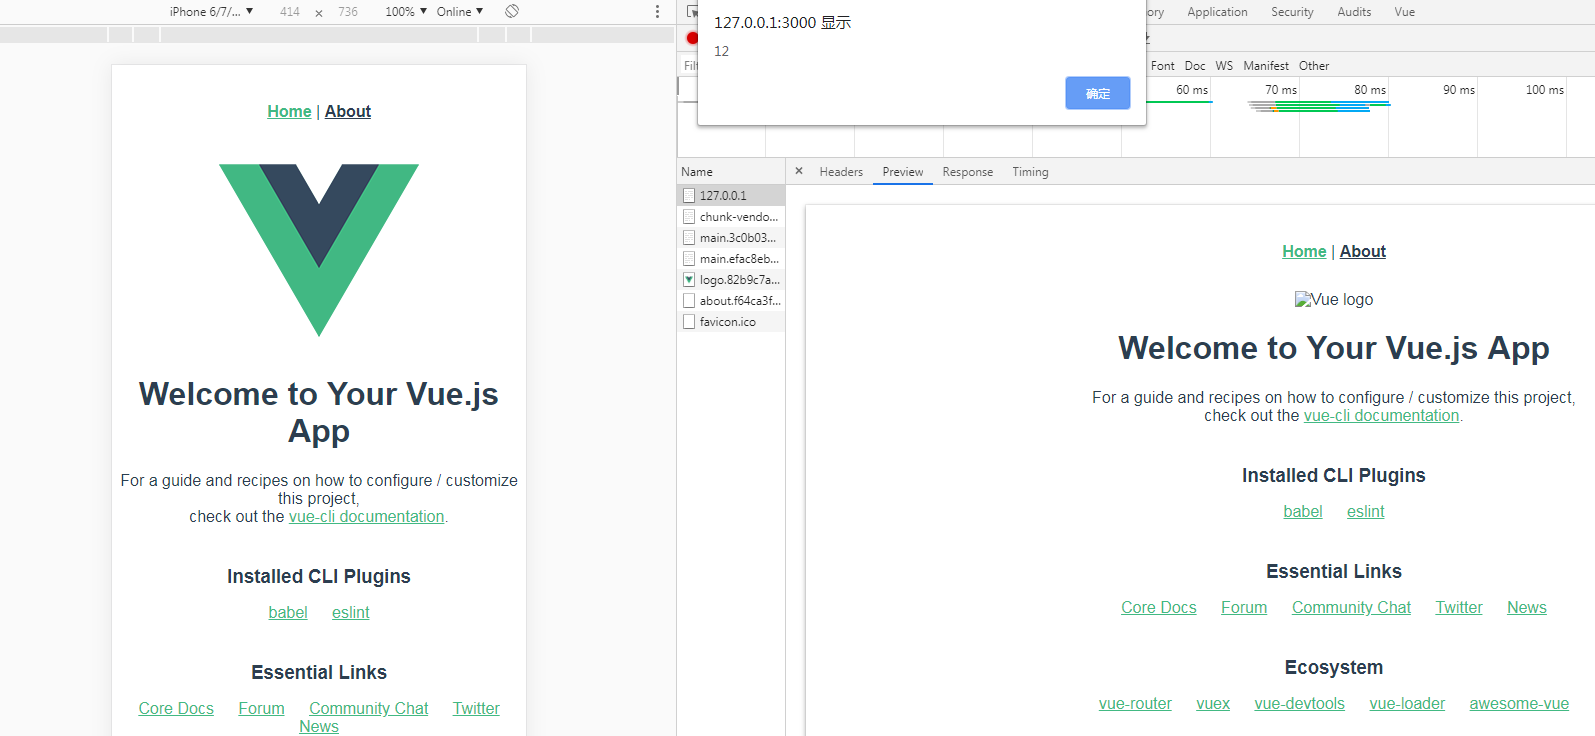 iPhone 6/7/... ▼ 414 × 736 100% ▼ Online ▼
Home | About
Welcome to Your Vue.js
App
For a guide and recipes on how to configure / customize
this project,
check out the vue-cli documentation.
Installed CLI Plugins
babel eslint
Essential Links
Core Docs Forum Community Chat Twitter
News
127.0.0.1:3000 显示
12
确定
ory Application Security Audits Vue
Filt
Font Doc WS Manifest Other
60 ms 70 ms 80 ms 90 ms 100 ms
Name
127.0.0.1
chunk-vendo...
main.3c0b03...
main.efac8eb...
logo.82b9c7a...
about.f64ca3f...
favicon.ico
× Headers Preview Response Timing
Home | About
Vue logo
Welcome to Your Vue.js App
For a guide and recipes on how to configure / customize this project,
check out the vue-cli documentation.
Installed CLI Plugins
babel eslint
Essential Links
Core Docs Forum Community Chat Twitter News
Ecosystem
vue-router vuex vue-devtools vue-loader awesome-vue